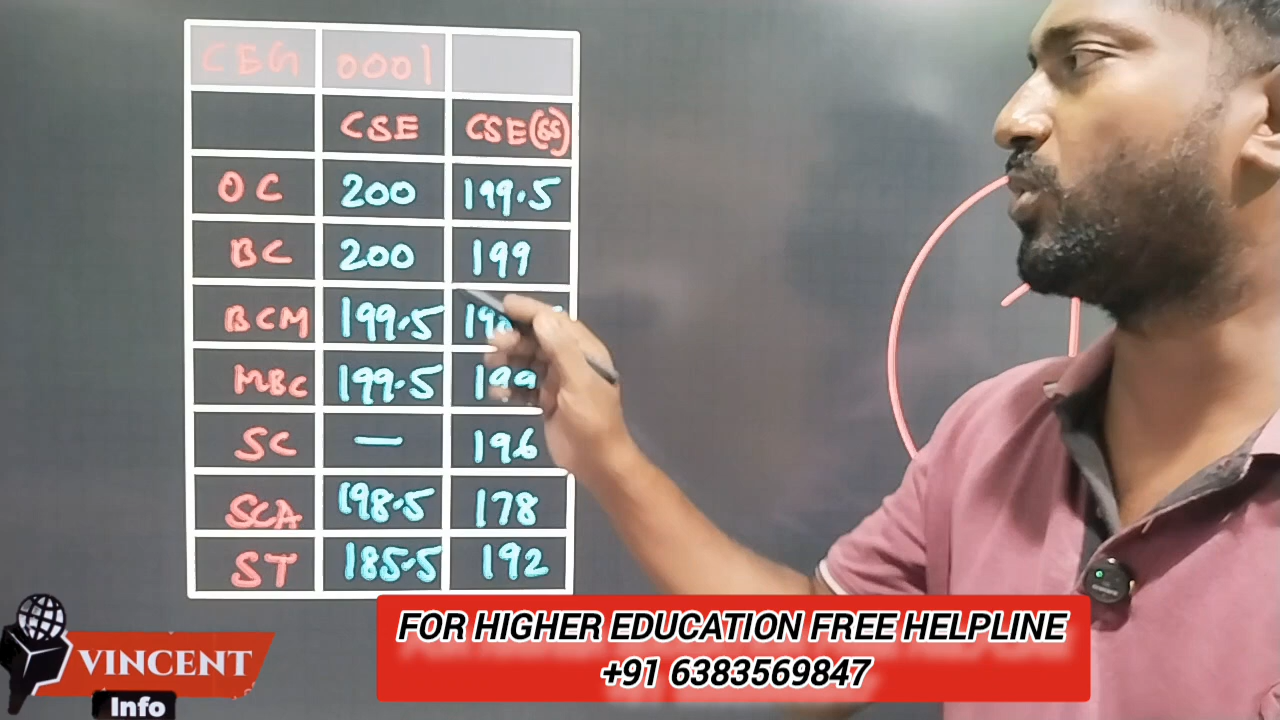 CEG 0001
CSE CSE(SS)
OC 200 199.5
BC 200 199
BCM 199.5
MBC 199.5 199
SC — 196
SCA 198.5 178
ST 185.5 192
FOR HIGHER EDUCATION FREE HELPLINE
+91 6383569847
VINCENT
Info